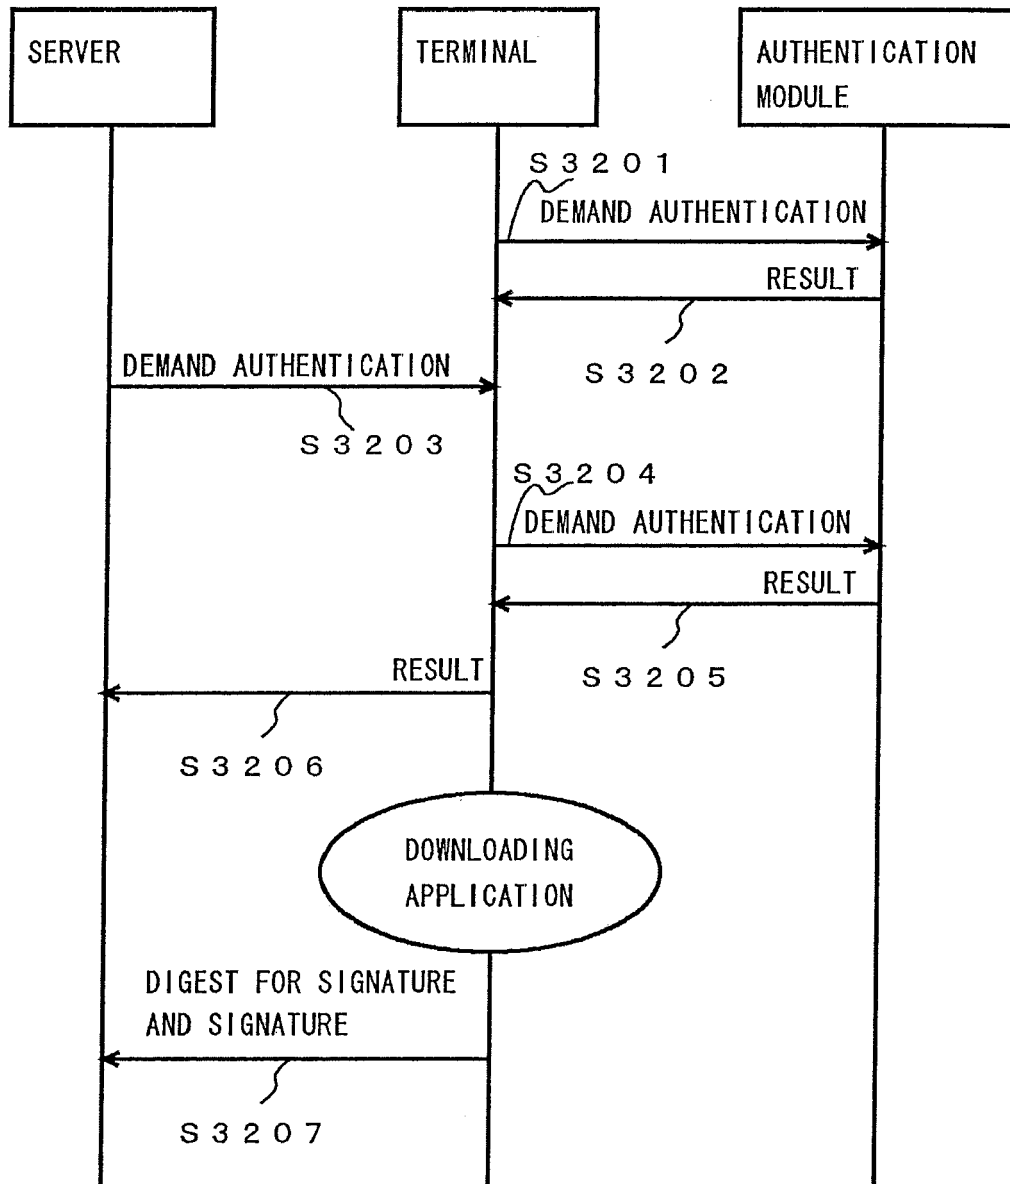 SERVER
TERMINAL
AUTHENTICATION
MODULE
S3201
DEMAND AUTHENTICATION
RESULT
S3202
DEMAND AUTHENTICATION
S3203
S3204
DEMAND AUTHENTICATION
RESULT
S3205
RESULT
S3206
DOWNLOADING
APPLICATION
DIGEST FOR SIGNATURE
AND SIGNATURE
S3207